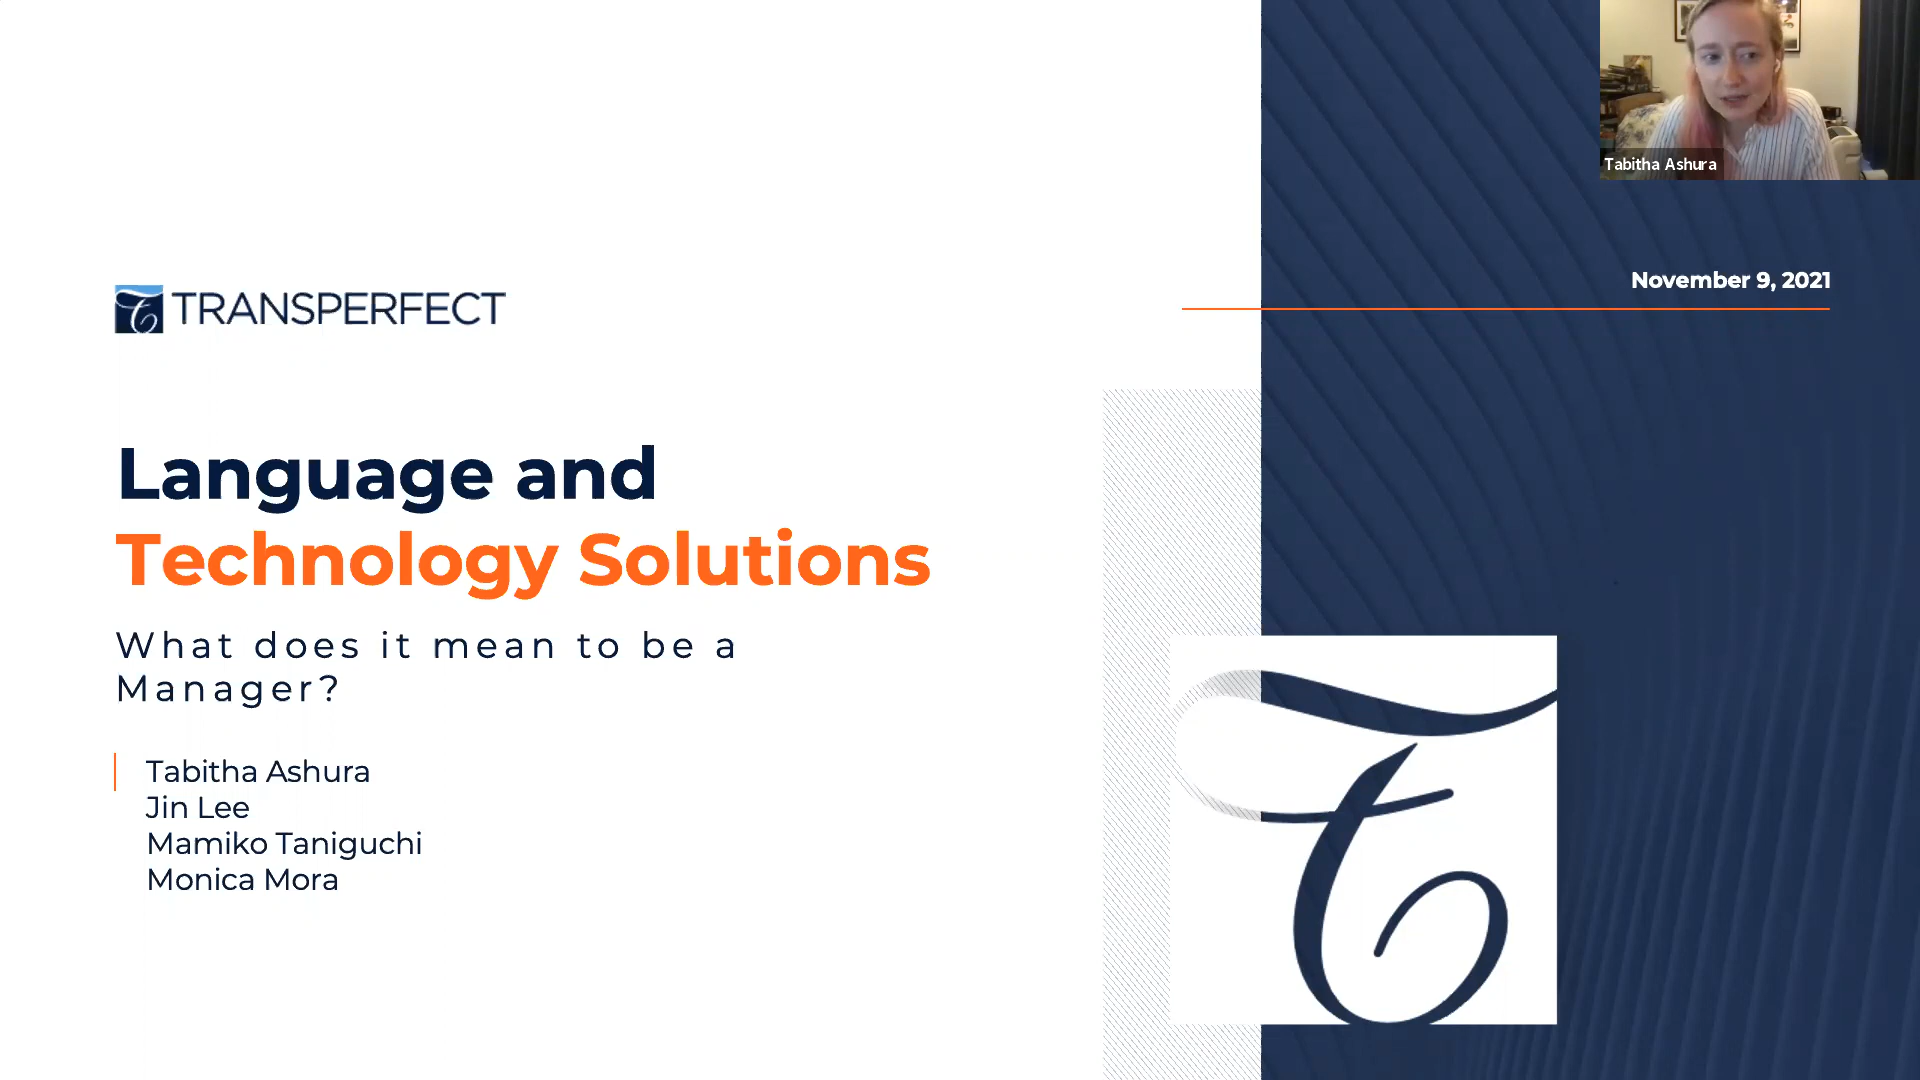 Tabitha Ashura
November 9, 2021
TRANSPERFECT
Language and
Technology Solutions
What does it mean to be a
Manager?
Tabitha Ashura
Jin Lee
Mamiko Taniguchi
Monica Mora